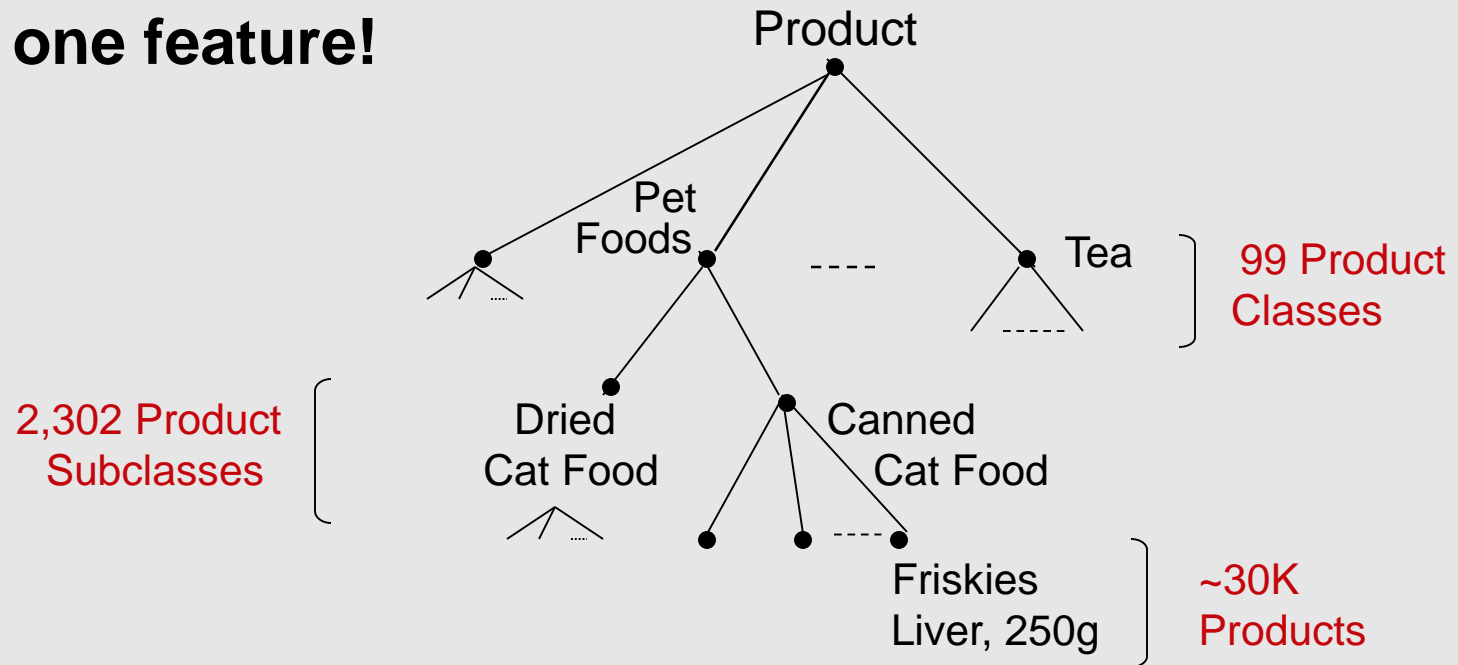 one feature!
Product
Pet
Foods
Tea
99 Product
Classes
2,302 Product
Subclasses
Dried
Cat Food
Canned
Cat Food
Friskies
Liver, 250g
~30K
Products